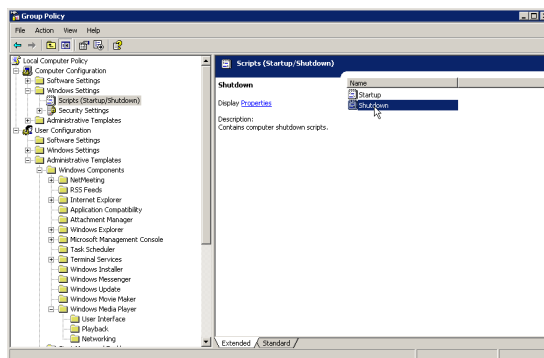 Group Policy
File Action View Help
Local Computer Policy
Computer Configuration
Software Settings
Windows Settings
Scripts (Startup/Shutdown)
Security Settings
Administrative Templates
User Configuration
Software Settings
Windows Settings
Administrative Templates
Windows Components
NetMeeting
RSS Feeds
Internet Explorer
Application Compatibility
Attachment Manager
Windows Explorer
Microsoft Management Console
Task Scheduler
Terminal Services
Windows Installer
Windows Messenger
Windows Update
Windows Movie Maker
Windows Media Player
User Interface
Playback
Networking
Scripts (Startup/Shutdown)
Shutdown
Display Properties
Description:
Contains computer shutdown scripts.
Name
Startup
Shutdown
Extended Standard